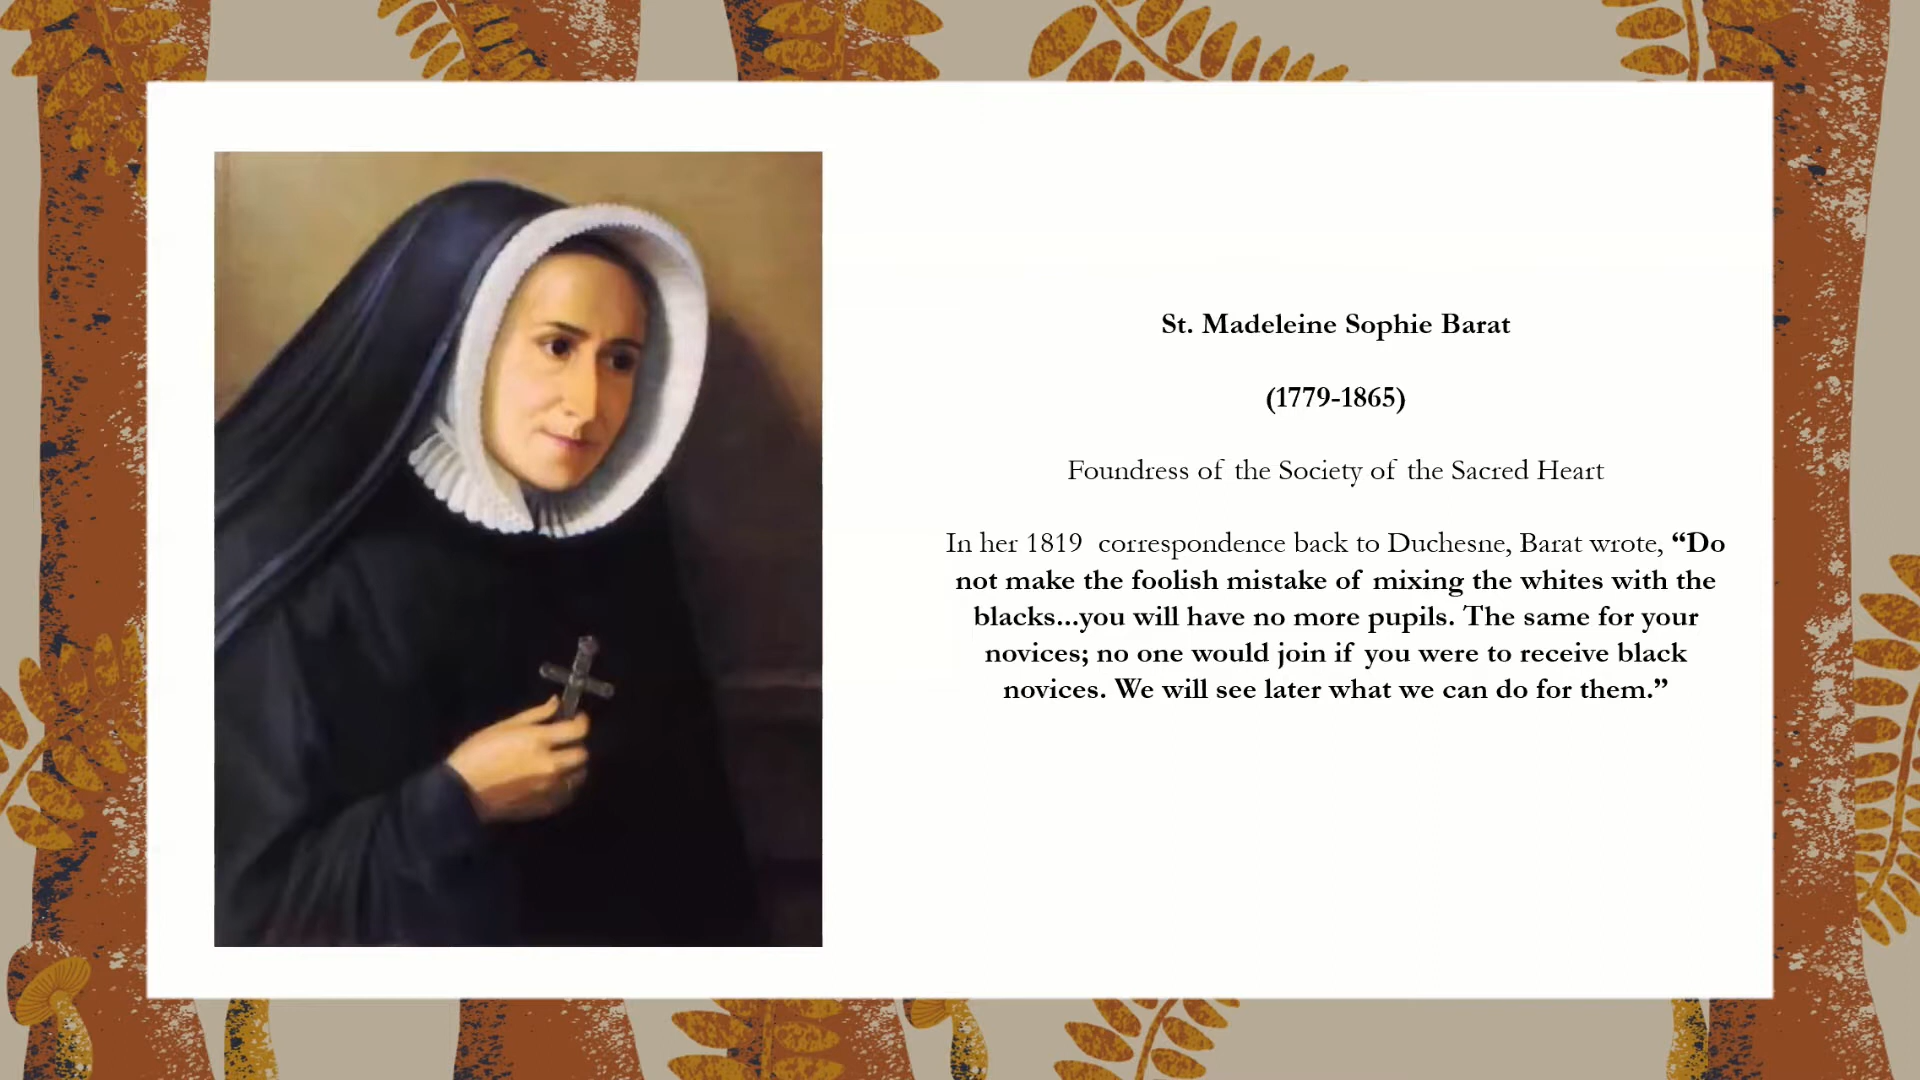 St. Madeleine Sophie Barat
(1779-1865)
Foundress of the Society of the Sacred Heart
In her 1819 correspondence back to Duchesne, Barat wrote, “Do
not make the foolish mistake of mixing the whites with the
blacks...you will have no more pupils. The same for your
novices; no one would join if you were to receive black
novices. We will see later what we can do for them.”